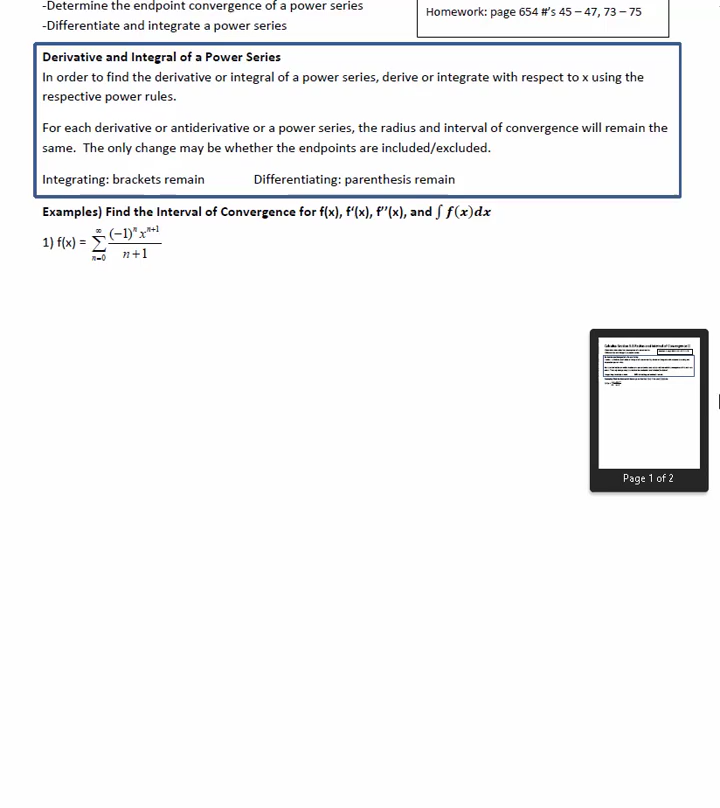 -Determine the endpoint convergence of a power series
-Differentiate and integrate a power series
Homework: page 654 #'s 45 – 47, 73 – 75
Derivative and Integral of a Power Series
In order to find the derivative or integral of a power series, derive or integrate with respect to x using the
respective power rules.
For each derivative or antiderivative or a power series, the radius and interval of convergence will remain the
same. The only change may be whether the endpoints are included/excluded.
Integrating: brackets remain Differentiating: parenthesis remain
Examples) Find the Interval of Convergence for f(x), f'(x), f''(x), and ∫ f(x)dx
1) f(x) = ∑_{n=0}^{∞} \frac{(-1)^n x^{n+1}}{n+1}
Page 1 of 2